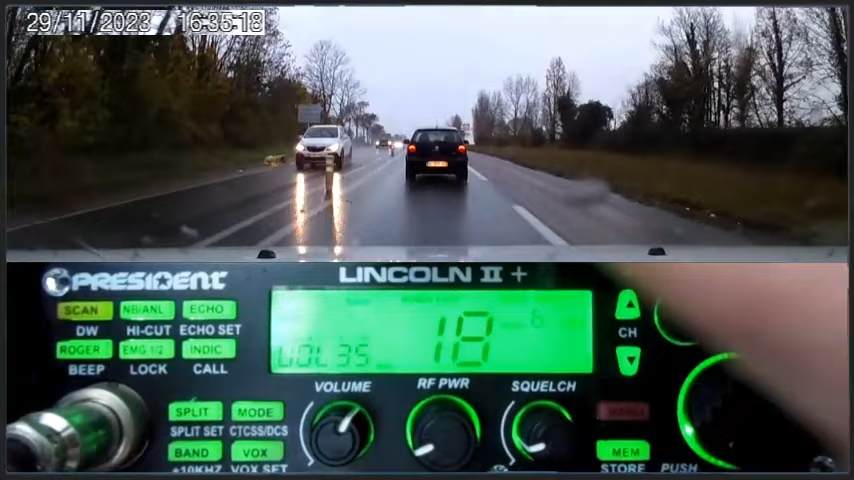 29/11/2023 16:35:18
PRESIDENT
LINCOLN II +
SCAN NB/ANL ECHO
DW HI-CUT ECHO SET
ROGER EMG 1/2 INDIC
BEEP LOCK CALL
VOL 35 18
CH
VOLUME RF PWR SQUELCH
SPLIT MODE
SPLIT SET CTCSS/DCS
BAND VOX MEM
+10KHZ VOX SET STORE PUSH